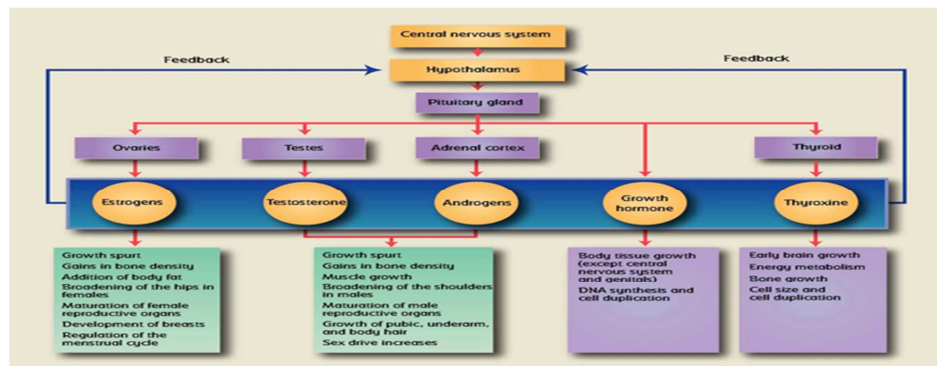 Central nervous system
Feedback
Feedback
Hypothalamus
Pituitary gland
Ovaries
Testes
Adrenal cortex
Thyroid
Estrogens
Testosterone
Androgens
Growth
hormone
Thyroxine
Growth spurt
Gains in bone density
Addition of body fat
Broadening of the hips in
females
Maturation of female
reproductive organs
Development of breasts
Regulation of the
menstrual cycle
Growth spurt
Gains in bone density
Muscle growth
Broadening of the shoulders
in males
Maturation of male
reproductive organs
Growth of pubic, underarm,
and body hair
Sex drive increases
Body tissue growth
(except central
nervous system
and genitals)
DNA synthesis and
cell duplication
Early brain growth
Energy metabolism
Bone growth
Cell size and
cell duplication